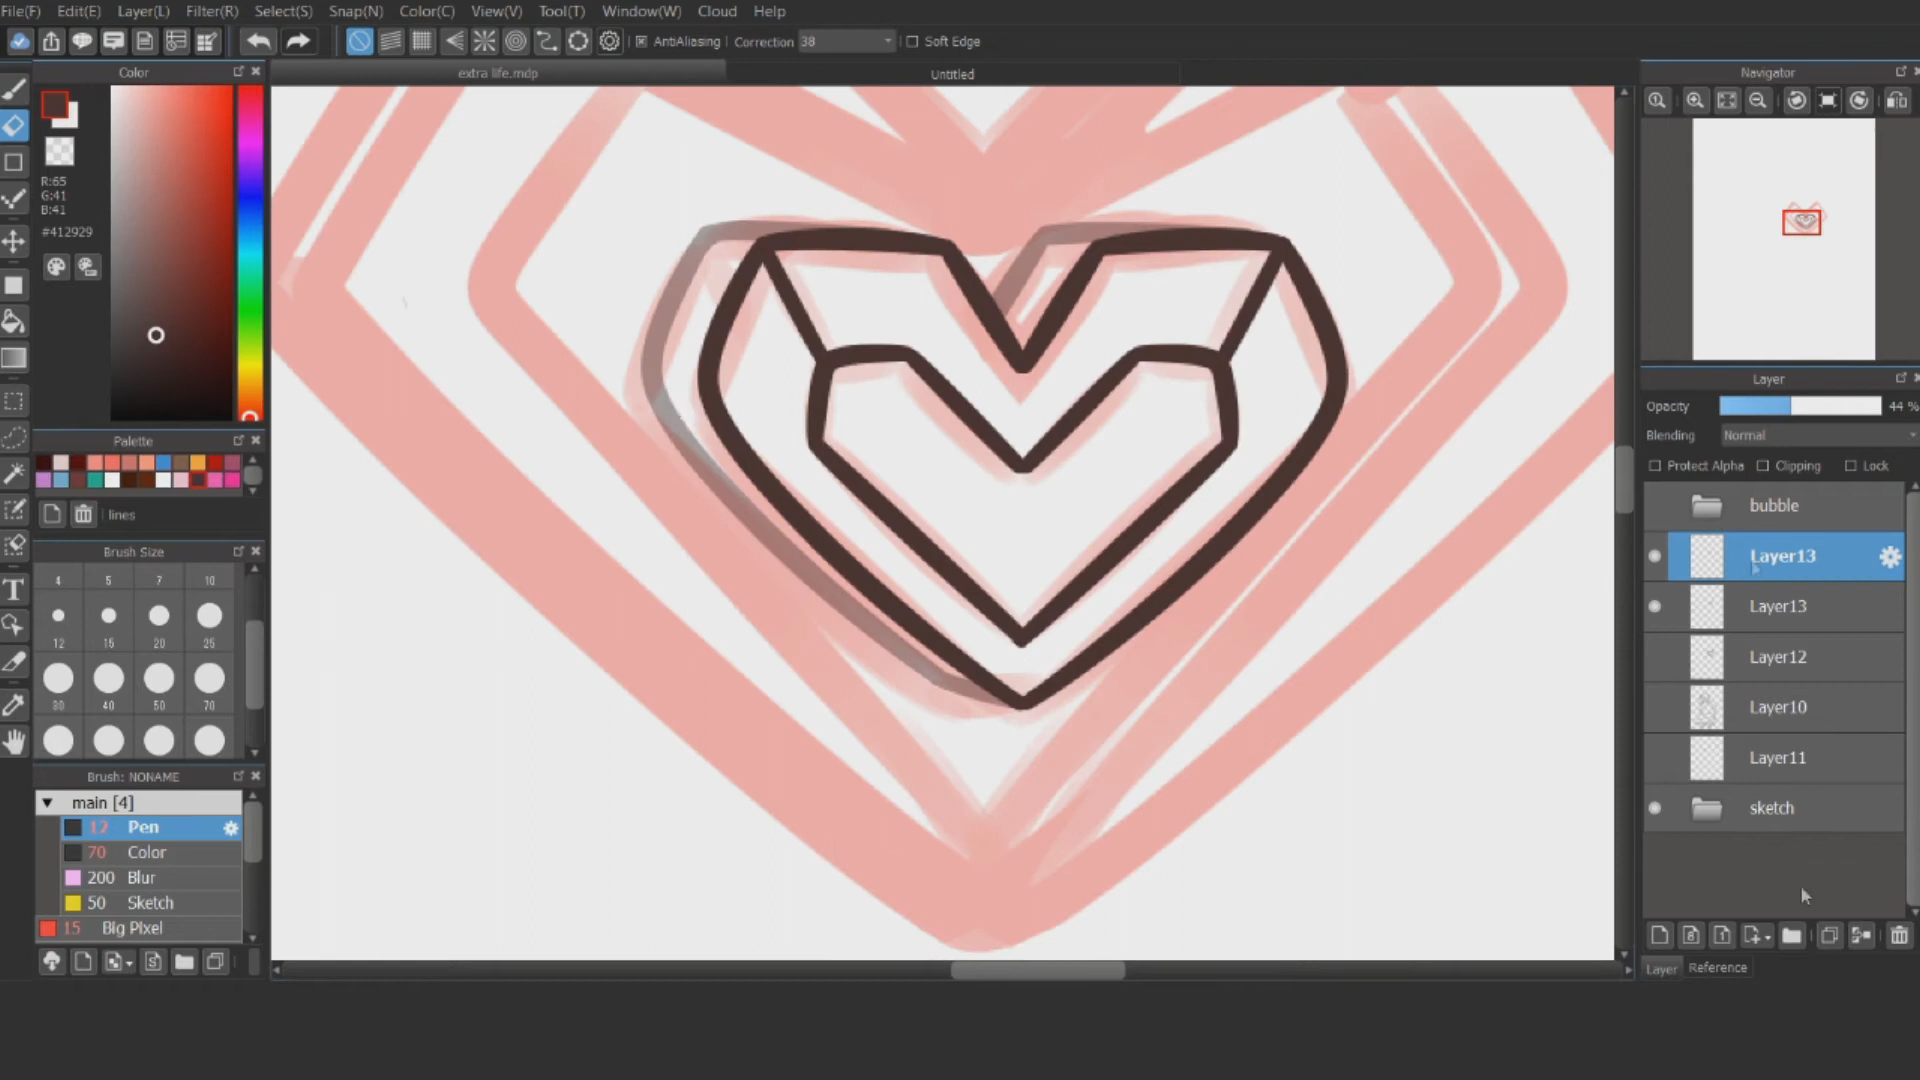 File(F) Edit(E) Layer(L) Filter(R) Select(S) Snap(N) Color(C) View(V) Tool(T) Window(W) Cloud Help
AntiAliasing Correction 38 Soft Edge
Color
extra life.mdp
Untitled
Navigator
R:65
G:41
B:41
#412929
Palette
lines
Brush Size
4 5 7 10
12 15 20 25
30 40 50 70
Brush: NONAME
main [4]
12 Pen
70 Color
200 Blur
50 Sketch
15 Big Pixel
Layer
Opacity 44 %
Blending Normal
Protect Alpha Clipping Lock
bubble
Layer13
Layer13
Layer12
Layer10
Layer11
sketch
Layer Reference